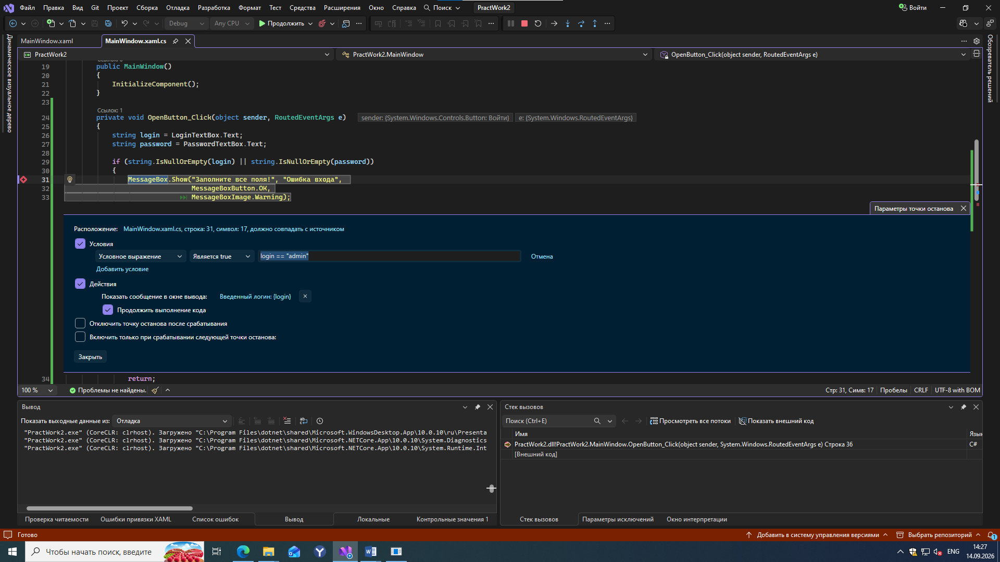 Файл Правка Вид Git Проект Сборка Отладка Разработка Формат Тест Средства Расширения Окно Справка Поиск PractWork2 Войти
Debug Any CPU Продолжить
MainWindow.xaml MainWindow.xaml.cs
PractWork2 PractWork2.MainWindow OpenButton_Click(object sender, RoutedEventArgs e)
Динамическое визуальное дерево
Обозреватель решений
19 public MainWindow()
20 {
21 InitializeComponent();
22 }
23
Ссылок: 1
24 private void OpenButton_Click(object sender, RoutedEventArgs e) sender: {System.Windows.Controls.Button: Войти} e: {System.Windows.RoutedEventArgs}
25 {
26 string login = LoginTextBox.Text;
27 string password = PasswordTextBox.Text;
28
29 if (string.IsNullOrEmpty(login) || string.IsNullOrEmpty(password))
30 {
31 MessageBox.Show("Заполните все поля!", "Ошибка входа",
32 MessageBoxButton.OK,
33 MessageBoxImage.Warning);
Параметры точки останова
Расположение: MainWindow.xaml.cs, строка: 31, символ: 17, должно совпадать с источником
Условия
Условное выражение Является true login == "admin" Отмена
Добавить условие
Действия
Показать сообщение в окне вывода: Введенный логин: {login}
Продолжить выполнение кода
Отключить точку останова после срабатывания
Включить только при срабатывании следующей точки останова:
Закрыть
34 return;
100 % Проблемы не найдены. Стр: 31, Симв: 17 Пробелы CRLF UTF-8 with BOM
Вывод
Показать выходные данные из: Отладка
"PractWork2.exe" (CoreCLR: clrhost). Загружено "C:\Program Files\dotnet\shared\Microsoft.WindowsDesktop.App\10.0.10\ru\Presenta
"PractWork2.exe" (CoreCLR: clrhost). Загружено "C:\Program Files\dotnet\shared\Microsoft.NETCore.App\10.0.10\System.Diagnostics
"PractWork2.exe" (CoreCLR: clrhost). Загружено "C:\Program Files\dotnet\shared\Microsoft.NETCore.App\10.0.10\System.Runtime.Int
Проверка читаемости Ошибки привязки XAML Список ошибок Вывод Локальные Контрольные значения 1
Стек вызовов
Поиск (Ctrl+E) Просмотреть все потоки Показать внешний код
Имя Язык
PractWork2.dll!PractWork2.MainWindow.OpenButton_Click(object sender, System.Windows.RoutedEventArgs e) Строка 36 C#
[Внешний код]
Стек вызовов Параметры исключений Окно интерпретации
Готово Добавить в систему управления версиями Выбрать репозиторий 1
Чтобы начать поиск, введите ENG 14:27
14.09.2026